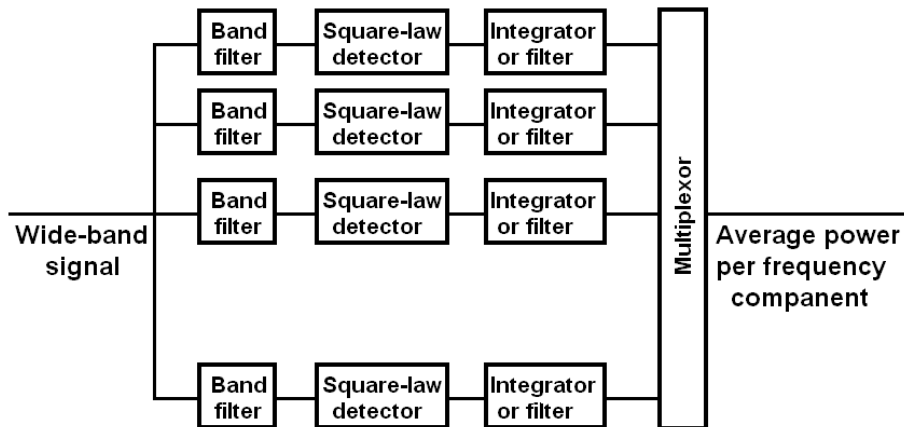 Band filter
Square-law detector
Integrator or filter
Band filter
Square-law detector
Integrator or filter
Band filter
Square-law detector
Integrator or filter
Band filter
Square-law detector
Integrator or filter
Wide-band
signal
Multiplexor
Average power
per frequency
companent